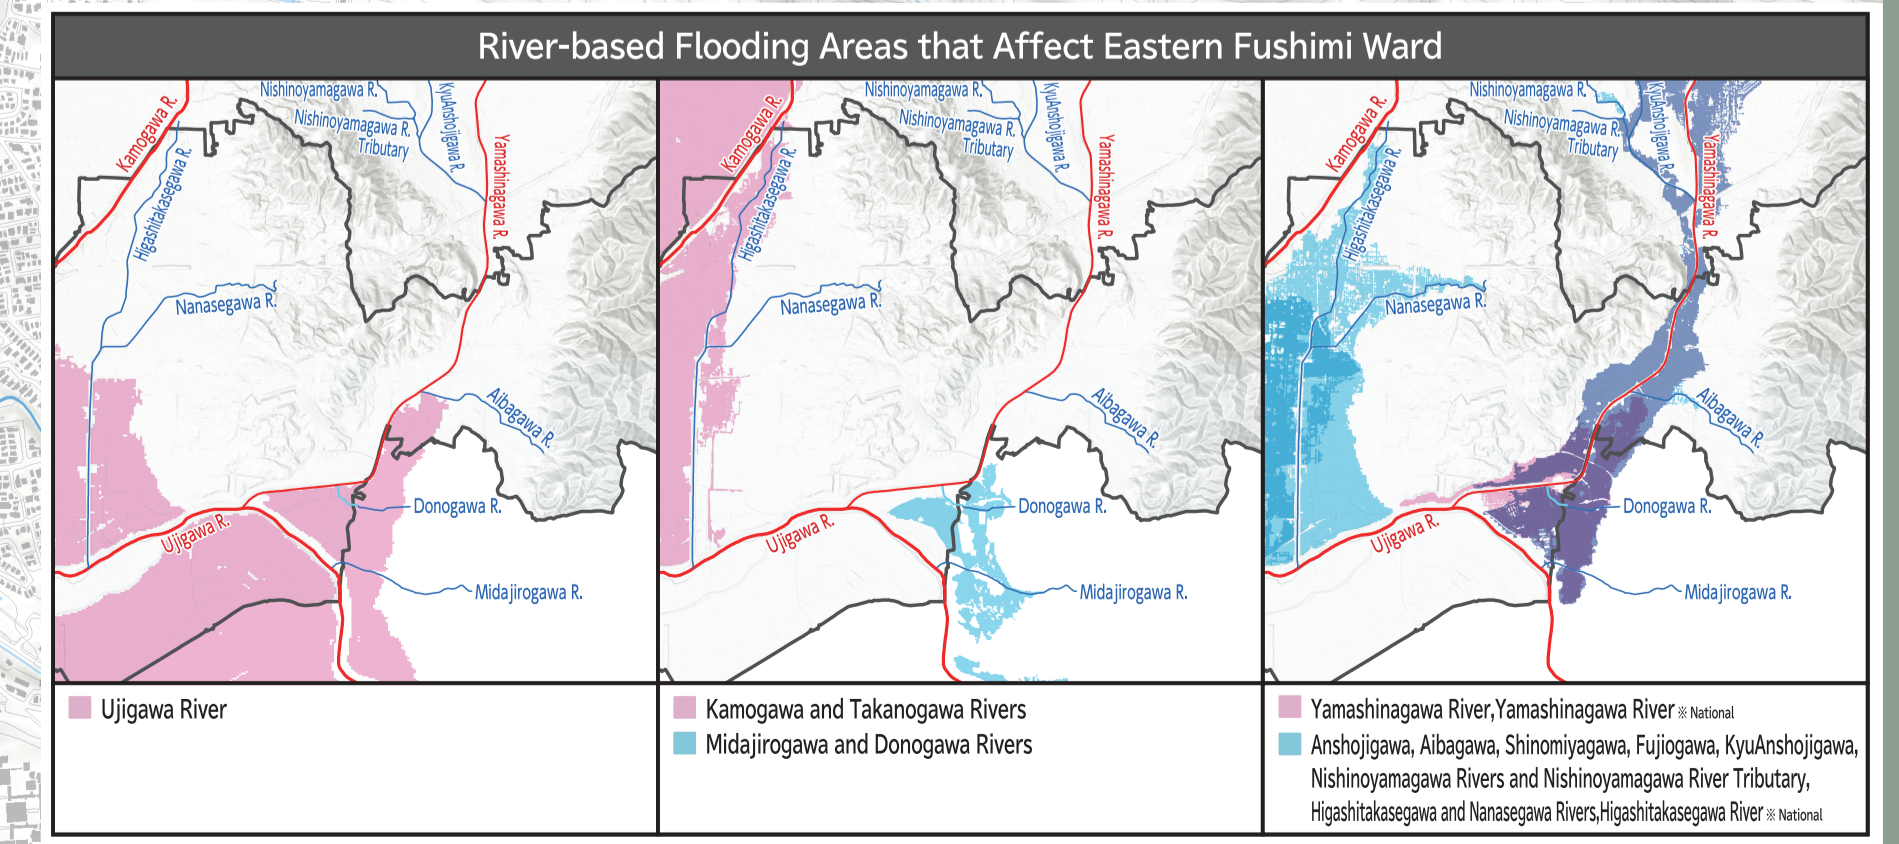 River-based Flooding Areas that Affect Eastern Fushimi Ward
Kamogawa R.
Nishinoyamagawa R.
KyuAnshojigawa R.
Nishinoyamagawa R.
Tributary
Yamashinagawa R.
Higashitakasegawa R.
Nanasegawa R.
Aibagawa R.
Donogawa R.
Ujigawa R.
Midajirogawa R.
Ujigawa River
Kamogawa R.
Nishinoyamagawa R.
KyuAnshojigawa R.
Nishinoyamagawa R.
Tributary
Yamashinagawa R.
Higashitakasegawa R.
Nanasegawa R.
Aibagawa R.
Donogawa R.
Ujigawa R.
Midajirogawa R.
Kamogawa and Takanogawa Rivers
Midajirogawa and Donogawa Rivers
Kamogawa R.
Nishinoyamagawa R.
KyuAnshojigawa R.
Nishinoyamagawa R.
Tributary
Yamashinagawa R.
Higashitakasegawa R.
Nanasegawa R.
Aibagawa R.
Donogawa R.
Ujigawa R.
Midajirogawa R.
Yamashinagawa River,Yamashinagawa River ※ National
Anshojigawa, Aibagawa, Shinomiyagawa, Fujiogawa, KyuAnshojigawa,
Nishinoyamagawa Rivers and Nishinoyamagawa River Tributary,
Higashitakasegawa and Nanasegawa Rivers,Higashitakasegawa River ※ National